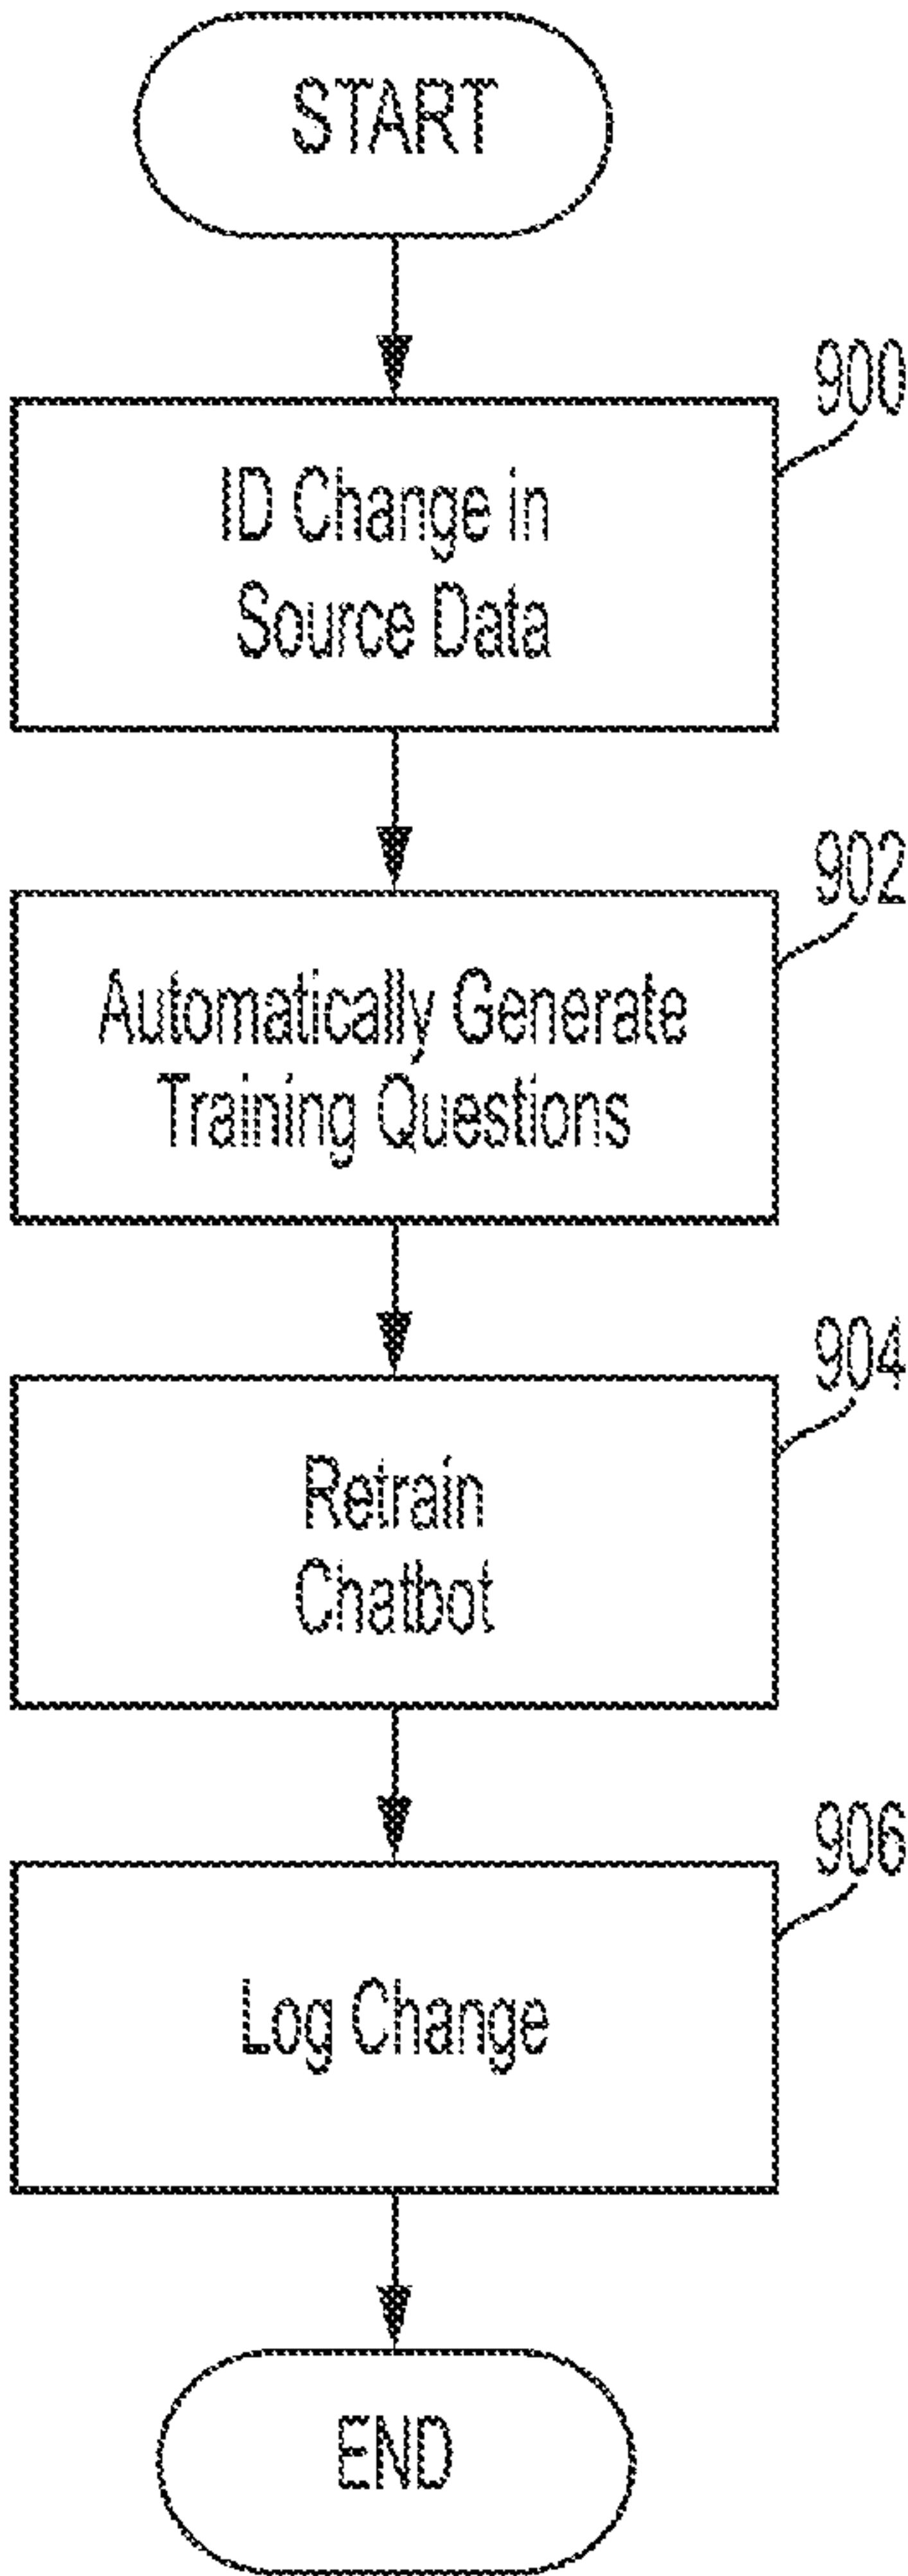 START
900
ID Change in
Source Data
902
Automatically Generate
Training Questions
904
Retrain
Chatbot
906
Log Change
END